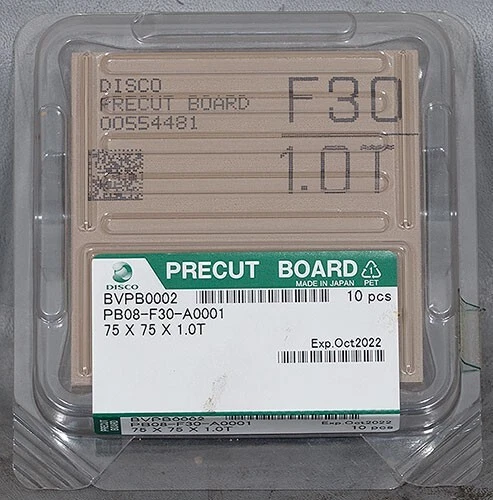 DISCO
PRECUT BOARD
00554481
F30
1.0T
DISCO
PRECUT BOARD
MADE IN JAPAN
PET
BVPB0002
10 pcs
PB08-F30-A0001
75 X 75 X 1.0T
Exp.Oct2022
PRECUT
BOARD
BVPB0002
PB08-F30-A0001
Exp.Oct2022
75 X 75 X 1.0T
10 pcs